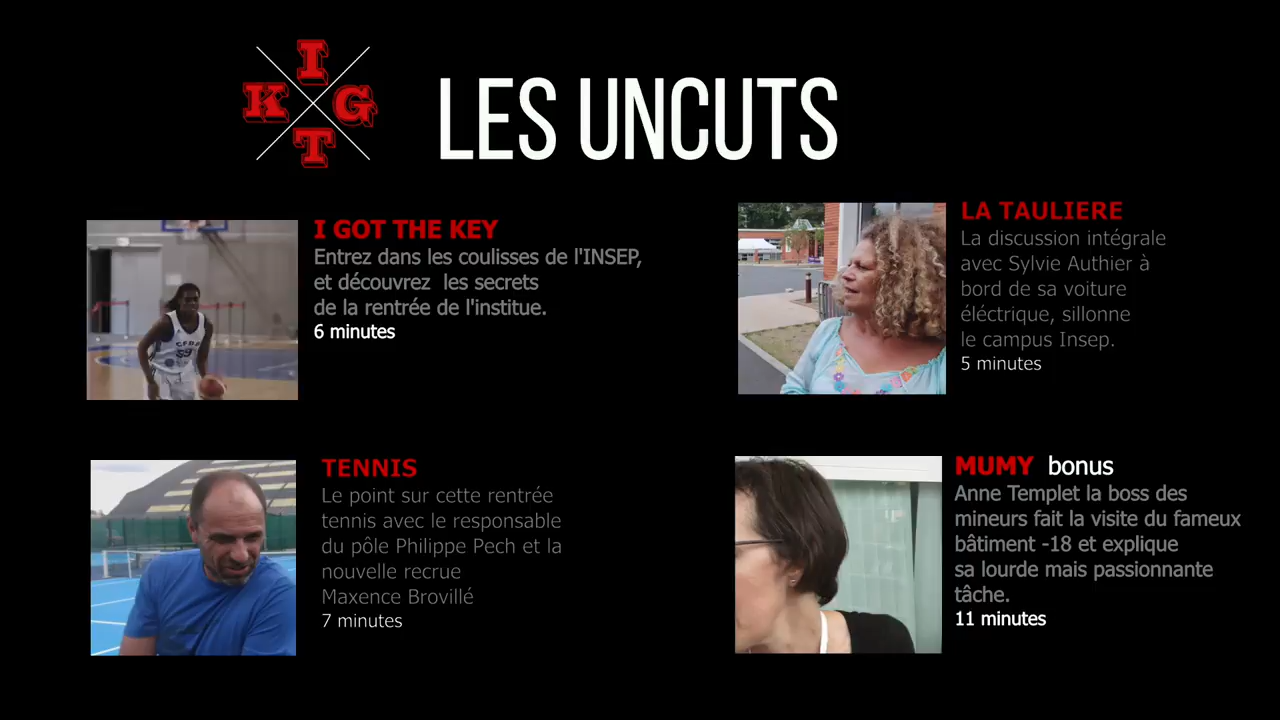 I
K G
T
LES UNCUTS
I GOT THE KEY
Entrez dans les coulisses de l'INSEP,
et découvrez  les secrets
de la rentrée de l'institue.
6 minutes
LA TAULIERE
La discussion intégrale
avec Sylvie Authier à
bord de sa voiture
éléctrique, sillonne
le campus Insep.
5 minutes
TENNIS
Le point sur cette rentrée
tennis avec le responsable
du pôle Philippe Pech et la
nouvelle recrue
Maxence Brovillé
7 minutes
MUMY bonus
Anne Templet la boss des
mineurs fait la visite du fameux
bâtiment -18 et explique
sa lourde mais passionnante
tâche.
11 minutes